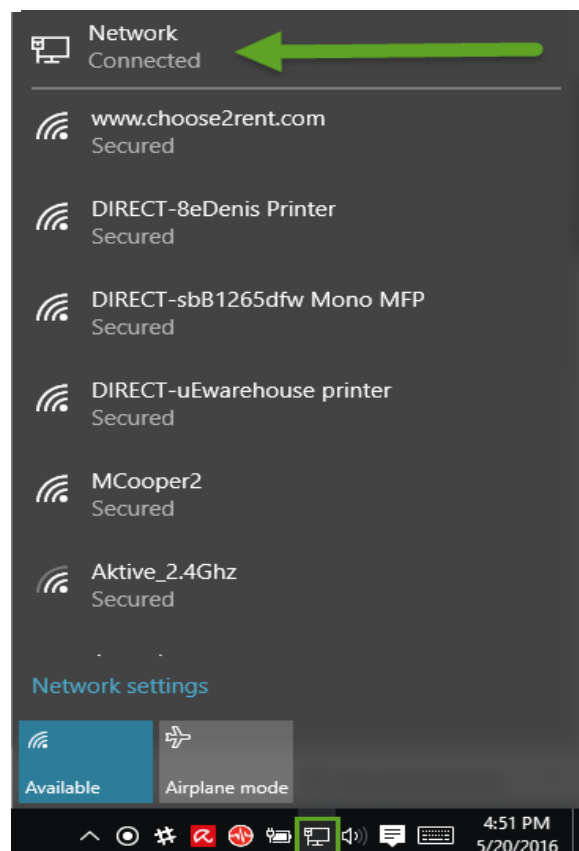 Network
Connected
www.choose2rent.com
Secured
DIRECT-8eDenis Printer
Secured
DIRECT-sbB1265dfw Mono MFP
Secured
DIRECT-uEwarehouse printer
Secured
MCooper2
Secured
Aktive_2.4Ghz
Secured
Network settings
Available
Airplane mode
4:51 PM
5/20/2016